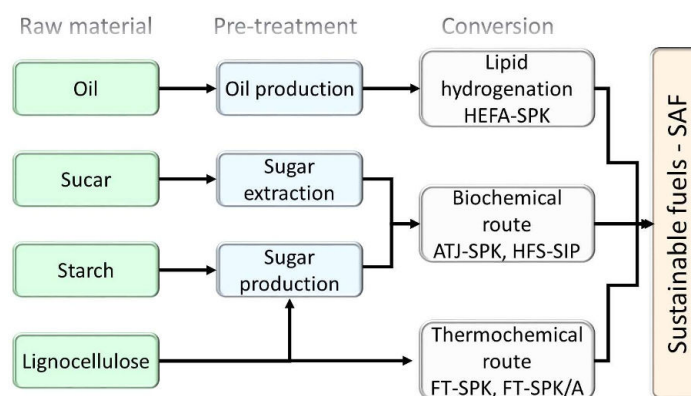 Raw material
Pre-treatment
Conversion
Oil
Oil production
Lipid
hydrogenation
HEFA-SPK
Sucar
Sugar
extraction
Biochemical
route
ATJ-SPK, HFS-SIP
Starch
Sugar
production
Lignocellulose
Thermochemical
route
FT-SPK, FT-SPK/A
Sustainable fuels - SAF